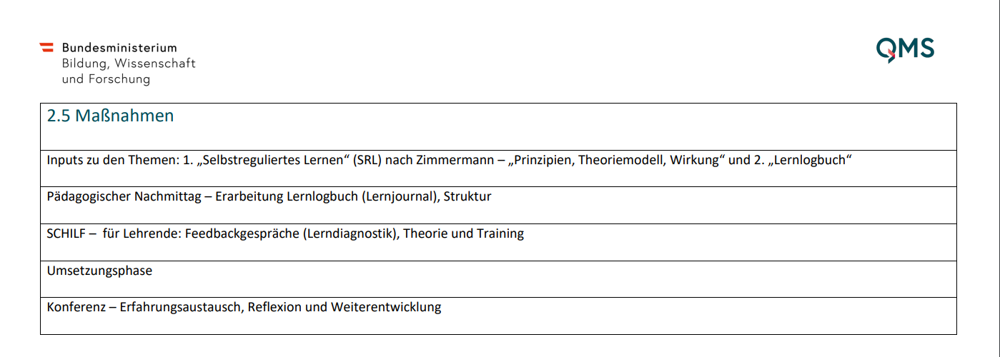 Bundesministerium
Bildung, Wissenschaft
und Forschung
QMS
2.5 Maßnahmen
Inputs zu den Themen: 1. „Selbstreguliertes Lernen“ (SRL) nach Zimmermann – „Prinzipien, Theoriemodell, Wirkung“ und 2. „Lernlogbuch“
Pädagogischer Nachmittag – Erarbeitung Lernlogbuch (Lernjournal), Struktur
SCHILF –  für Lehrende: Feedbackgespräche (Lerndiagnostik), Theorie und Training
Umsetzungsphase
Konferenz – Erfahrungsaustausch, Reflexion und Weiterentwicklung